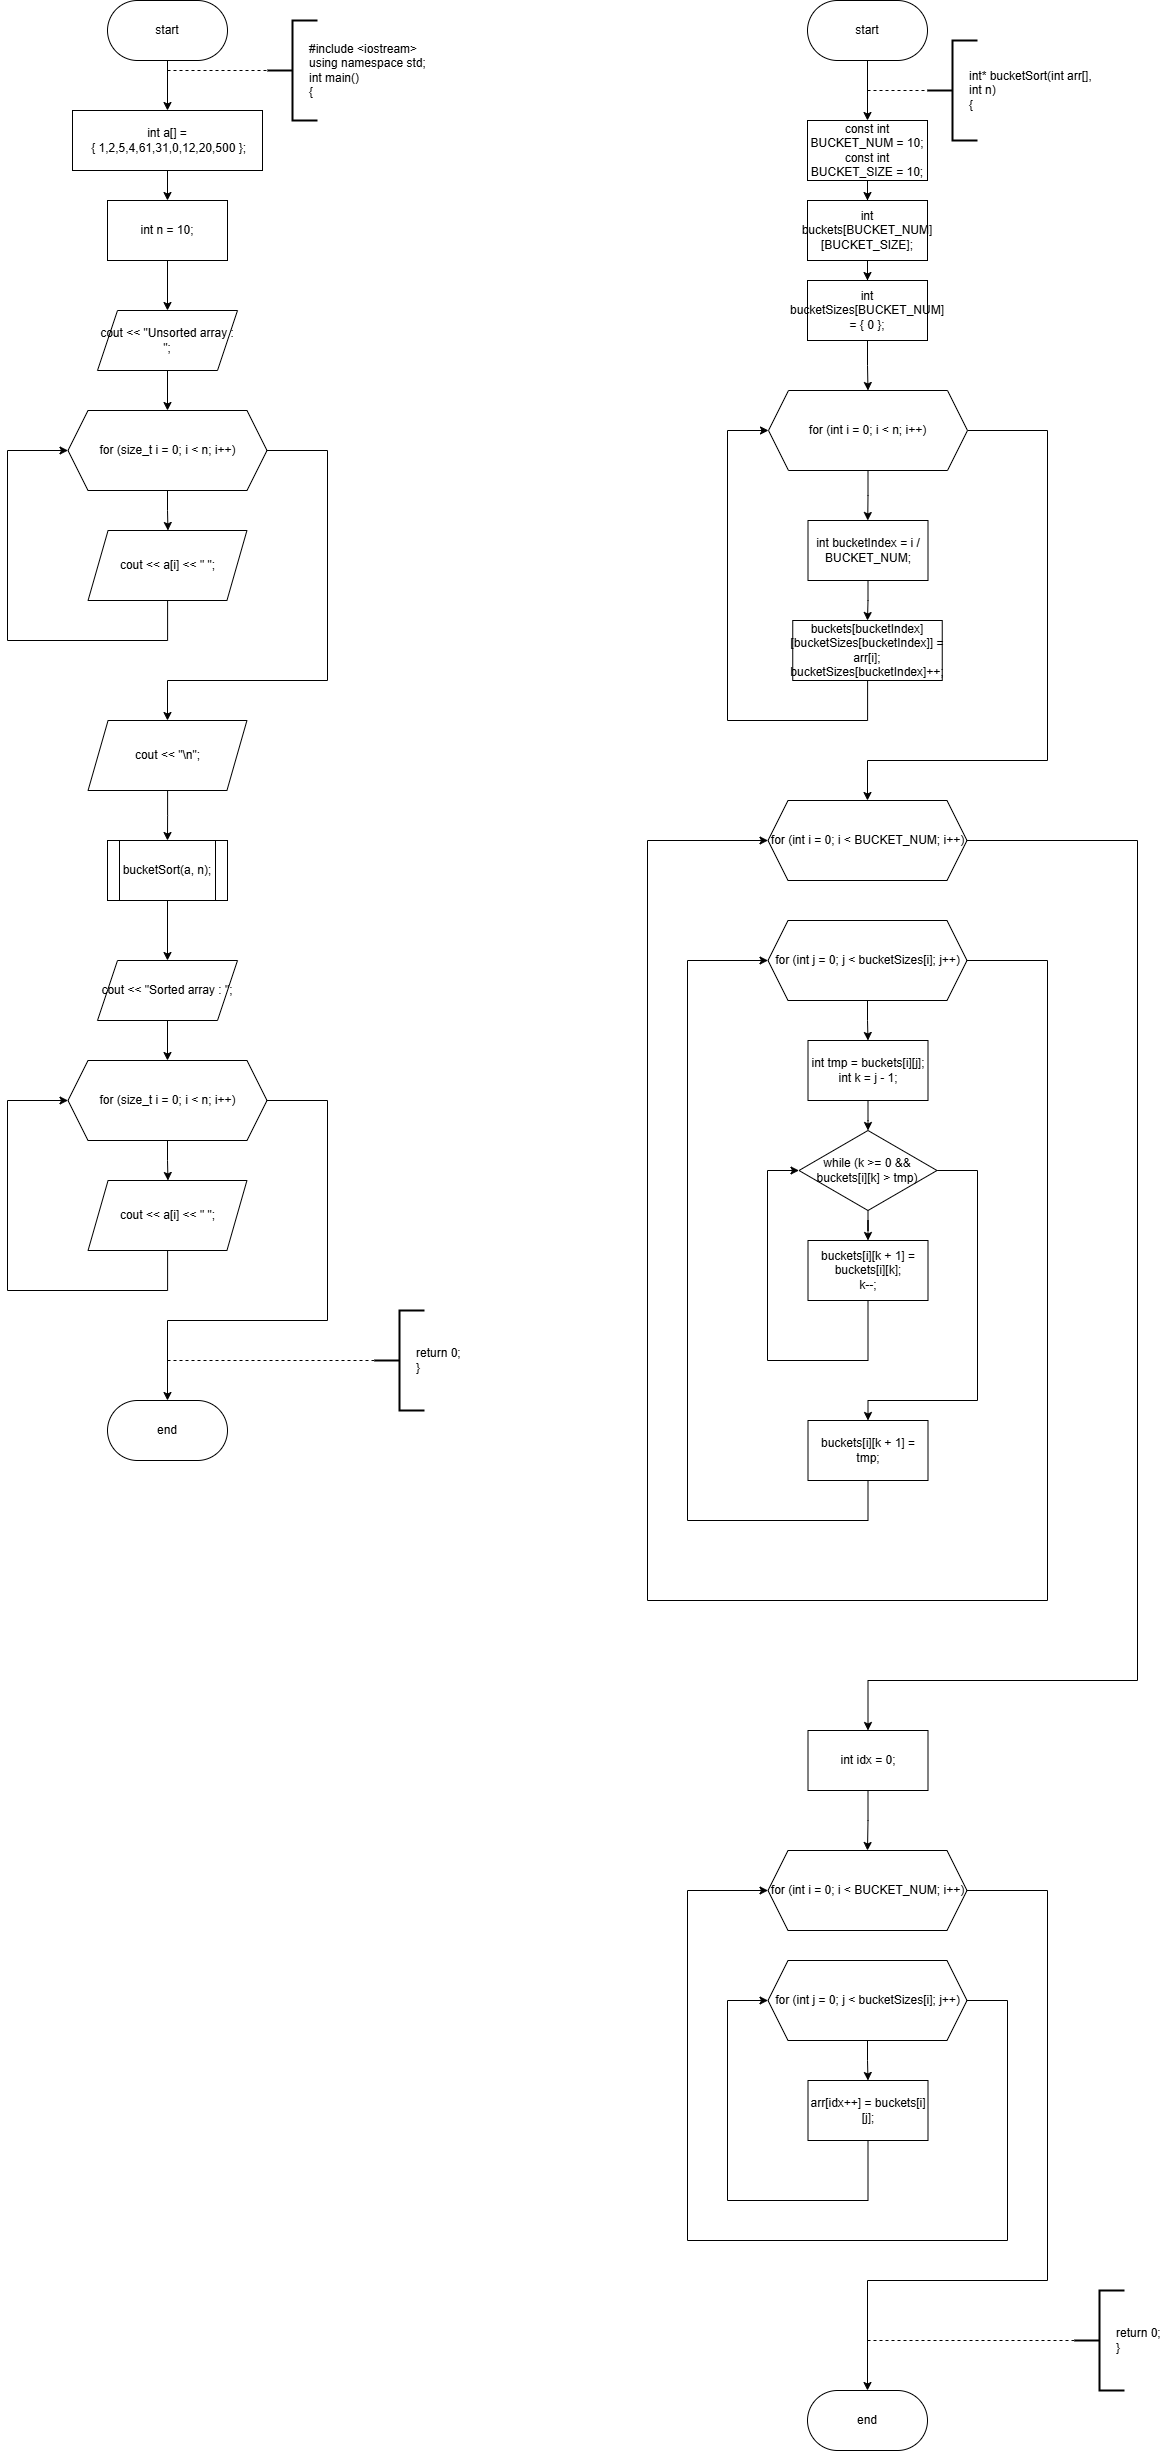 start
#include <iostream>
using namespace std;
int main()
{
int a[] =
{ 1,2,5,4,61,31,0,12,20,500 };
int n = 10;
cout << "Unsorted array :
";
for (size_t i = 0; i < n; i++)
cout << a[i] << " ";
cout << "\n";
bucketSort(a, n);
cout << "Sorted array : ";
for (size_t i = 0; i < n; i++)
cout << a[i] << " ";
return 0;
}
end
start
int* bucketSort(int arr[],
int n)
{
const int
BUCKET_NUM = 10;
const int
BUCKET_SIZE = 10;
int
buckets[BUCKET_NUM]
[BUCKET_SIZE];
int
bucketSizes[BUCKET_NUM]
= { 0 };
for (int i = 0; i < n; i++)
int bucketIndex = i /
BUCKET_NUM;
buckets[bucketIndex]
[bucketSizes[bucketIndex]] =
arr[i];
bucketSizes[bucketIndex]++;
for (int i = 0; i < BUCKET_NUM; i++)
for (int j = 0; j < bucketSizes[i]; j++)
int tmp = buckets[i][j];
int k = j - 1;
while (k >= 0 &&
buckets[i][k] > tmp)
buckets[i][k + 1] =
buckets[i][k];
k--;
buckets[i][k + 1] =
tmp;
int idx = 0;
for (int i = 0; i < BUCKET_NUM; i++)
for (int j = 0; j < bucketSizes[i]; j++)
arr[idx++] = buckets[i]
[j];
return 0;
}
end